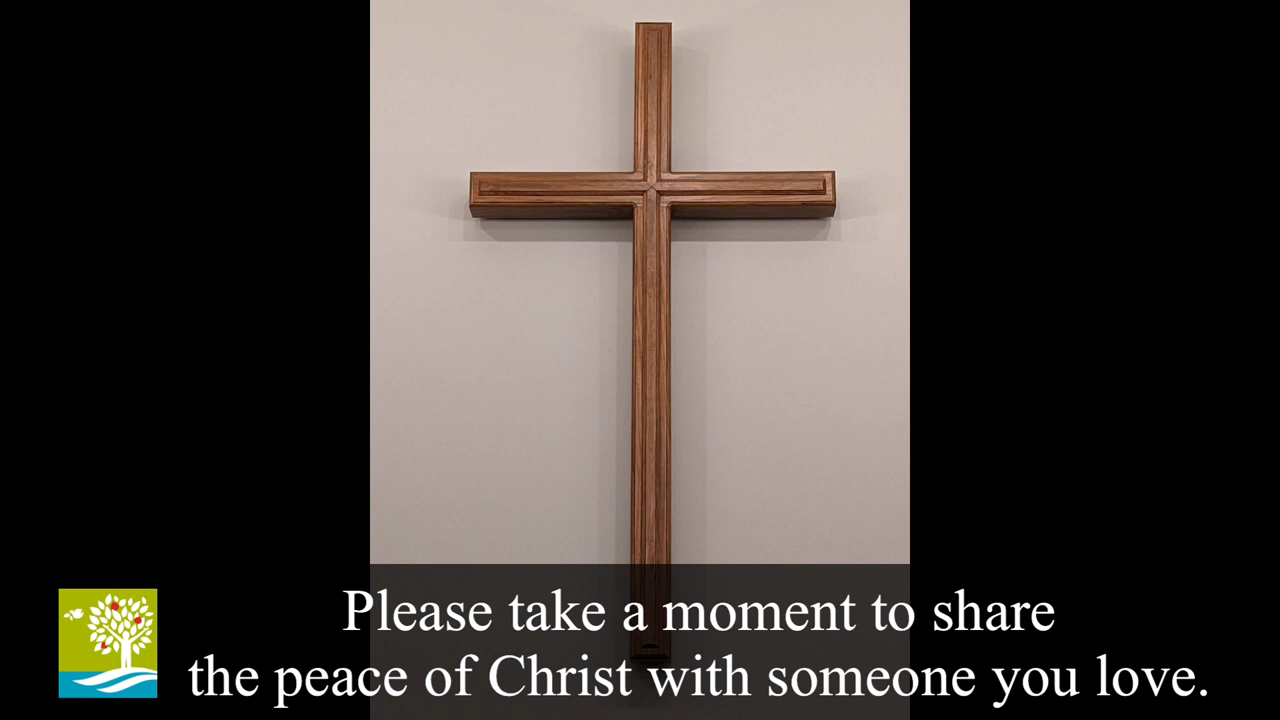 Please take a moment to share
the peace of Christ with someone you love.